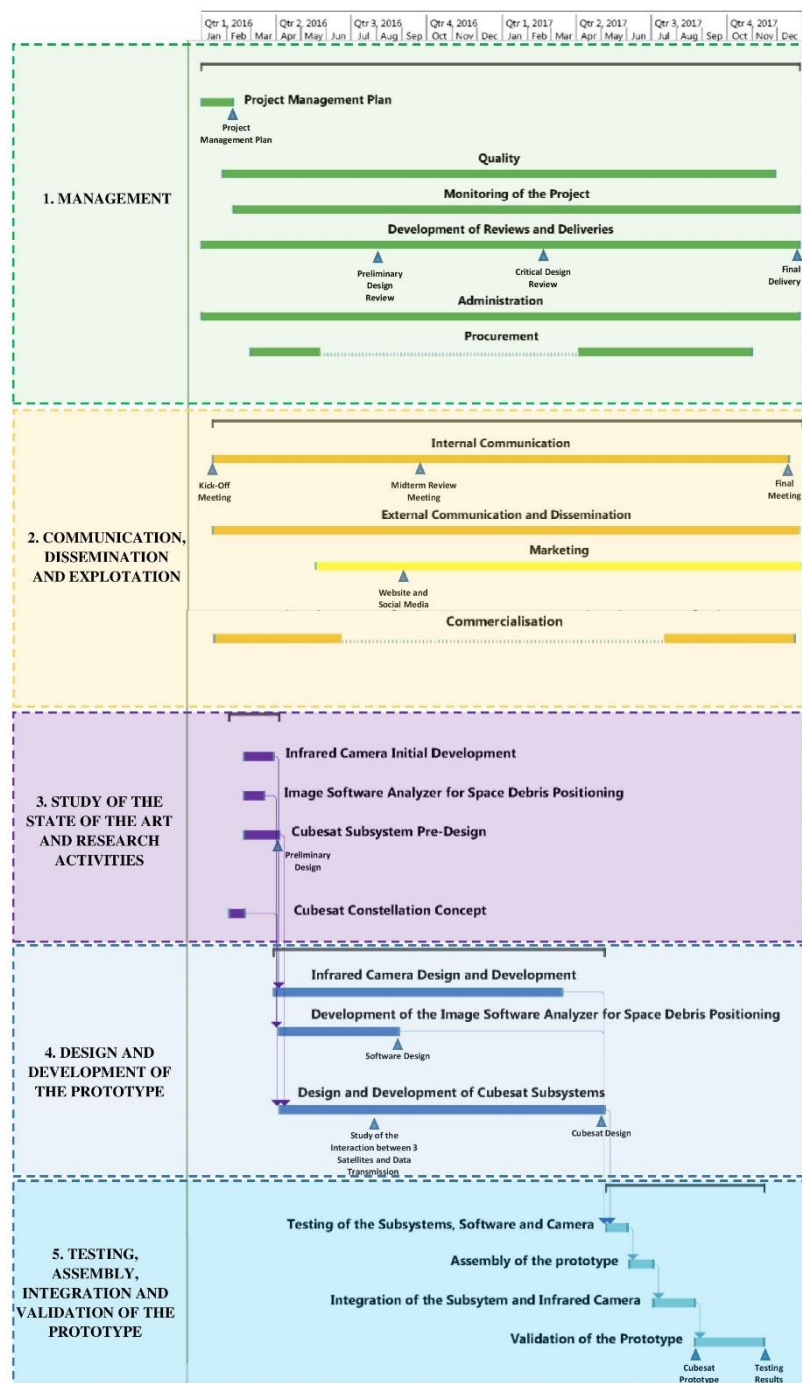 Qtr 1, 2016 Qtr 2, 2016 Qtr 3, 2016 Qtr 4, 2016 Qtr 1, 2017 Qtr 2, 2017 Qtr 3, 2017 Qtr 4, 2017
Jan Feb Mar Apr May Jun Jul Aug Sep Oct Nov Dec Jan Feb Mar Apr May Jun Jul Aug Sep Oct Nov Dec
1. MANAGEMENT
Project Management Plan
Project
Management Plan
Quality
Monitoring of the Project
Development of Reviews and Deliveries
Preliminary
Design
Review
Critical Design
Review
Final
Delivery
Administration
Procurement
2. COMMUNICATION,
DISSEMINATION
AND EXPLOTATION
Internal Communication
Kick-Off
Meeting
Midterm Review
Meeting
Final
Meeting
External Communication and Dissemination
Marketing
Website and
Social Media
Commercialisation
3. STUDY OF THE
STATE OF THE ART
AND RESEARCH
ACTIVITIES
Infrared Camera Initial Development
Image Software Analyzer for Space Debris Positioning
Cubesat Subsystem Pre-Design
Preliminary
Design
Cubesat Constellation Concept
4. DESIGN AND
DEVELOPMENT OF
THE PROTOTYPE
Infrared Camera Design and Development
Development of the Image Software Analyzer for Space Debris Positioning
Software Design
Design and Development of Cubesat Subsystems
Study of the
Interaction between 3
Satellites and Data
Transmission
Cubesat Design
5. TESTING,
ASSEMBLY,
INTEGRATION AND
VALIDATION OF THE
PROTOTYPE
Testing of the Subsystems, Software and Camera
Assembly of the prototype
Integration of the Subsytem and Infrared Camera
Validation of the Prototype
Cubesat
Prototype
Testing
Results